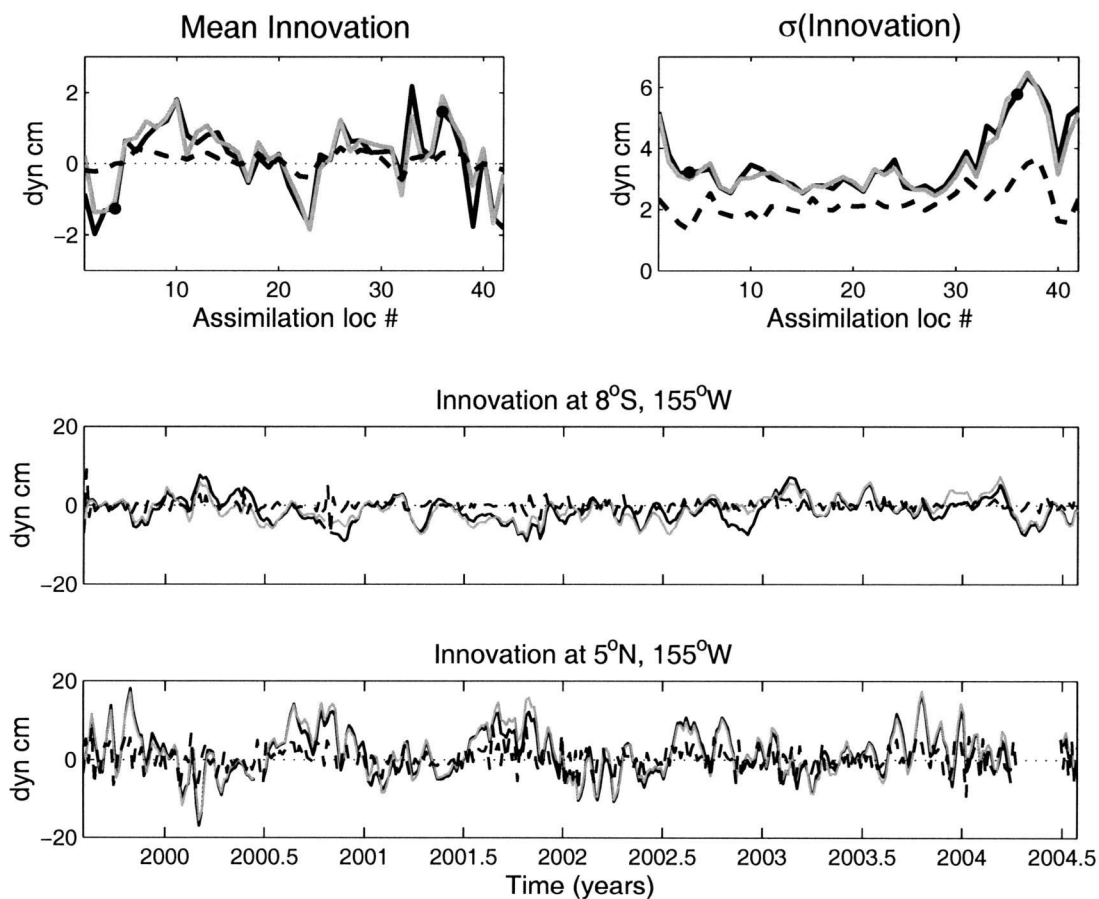 Mean Innovation
σ(Innovation)
dyn cm
2
0
−2
10
20
30
40
Assimilation loc #
dyn cm
6
4
2
0
10
20
30
40
Assimilation loc #
Innovation at 8°S, 155°W
dyn cm
20
0
−20
Innovation at 5°N, 155°W
dyn cm
20
0
−20
2000
2000.5
2001
2001.5
2002
2002.5
2003
2003.5
2004
2004.5
Time (years)